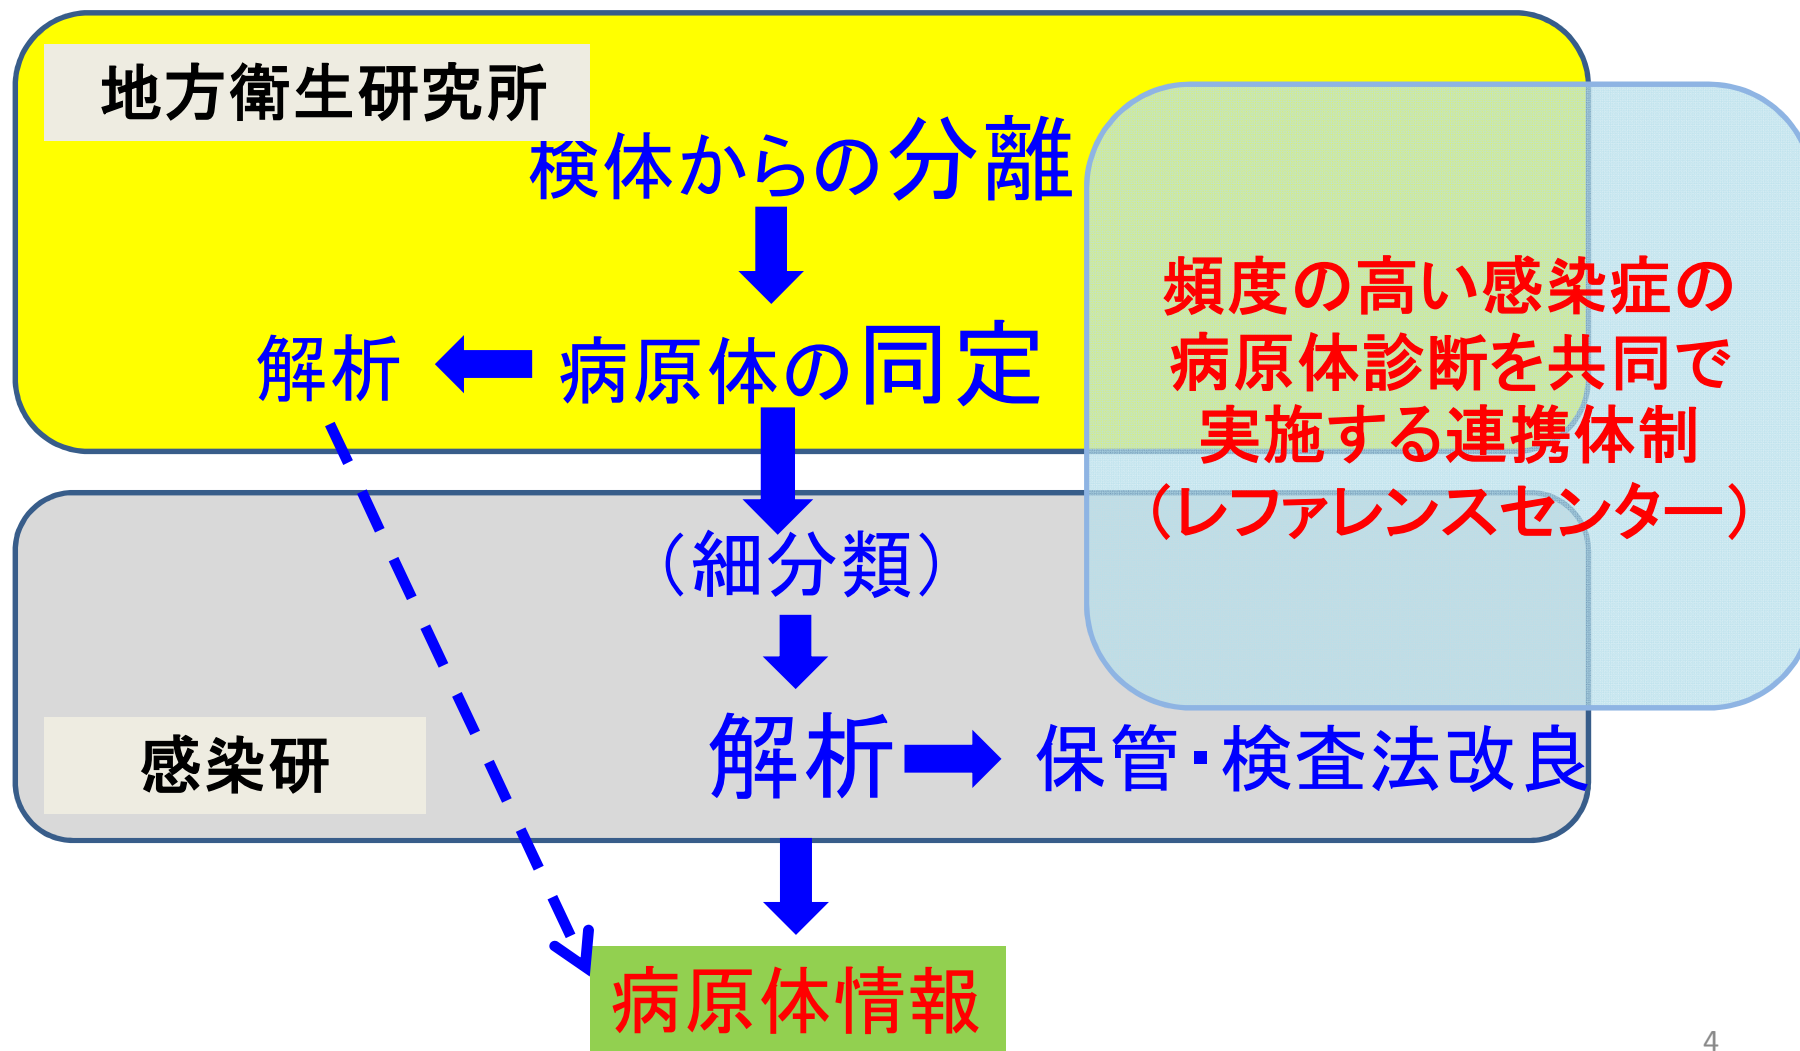 地方衛生研究所
検体からの分離
解析
病原体の同定
頻度の高い感染症の
病原体診断を共同で
実施する連携体制
(レファレンスセンター)
(細分類)
感染研
解析
保管・検査法改良
病原体情報
4